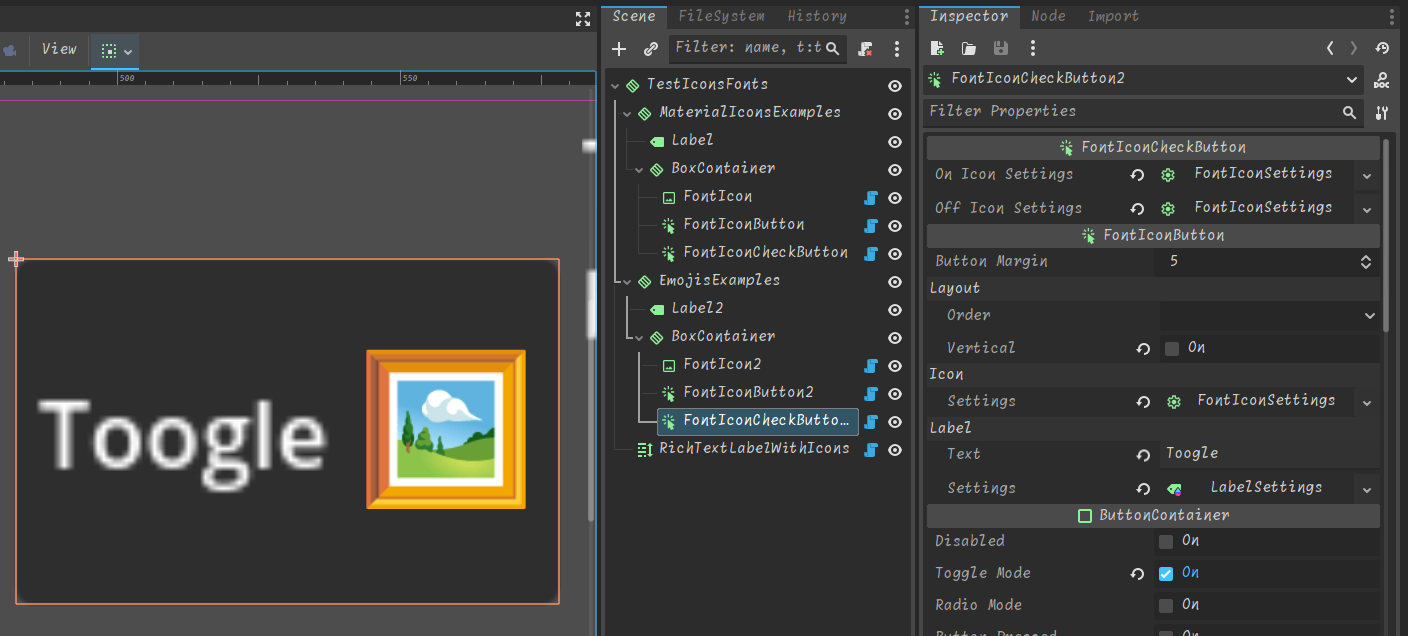 View
500
550
Toogle
Scene FileSystem History
Filter: name, t:t
TestIconsFonts
MaterialIconsExamples
Label
BoxContainer
FontIcon
FontIconButton
FontIconCheckButton
EmojisExamples
Label2
BoxContainer
FontIcon2
FontIconButton2
FontIconCheckButto…
RichTextLabelWithIcons
Inspector Node Import
FontIconCheckButton2
DOC
Filter Properties
FontIconCheckButton
On Icon Settings FontIconSettings
Off Icon Settings FontIconSettings
FontIconButton
Button Margin 5
Layout
Order
Vertical On
Icon
Settings FontIconSettings
Label
Text Toogle
Settings LabelSettings
ButtonContainer
Disabled On
Toggle Mode On
Radio Mode On
Button Pressed On